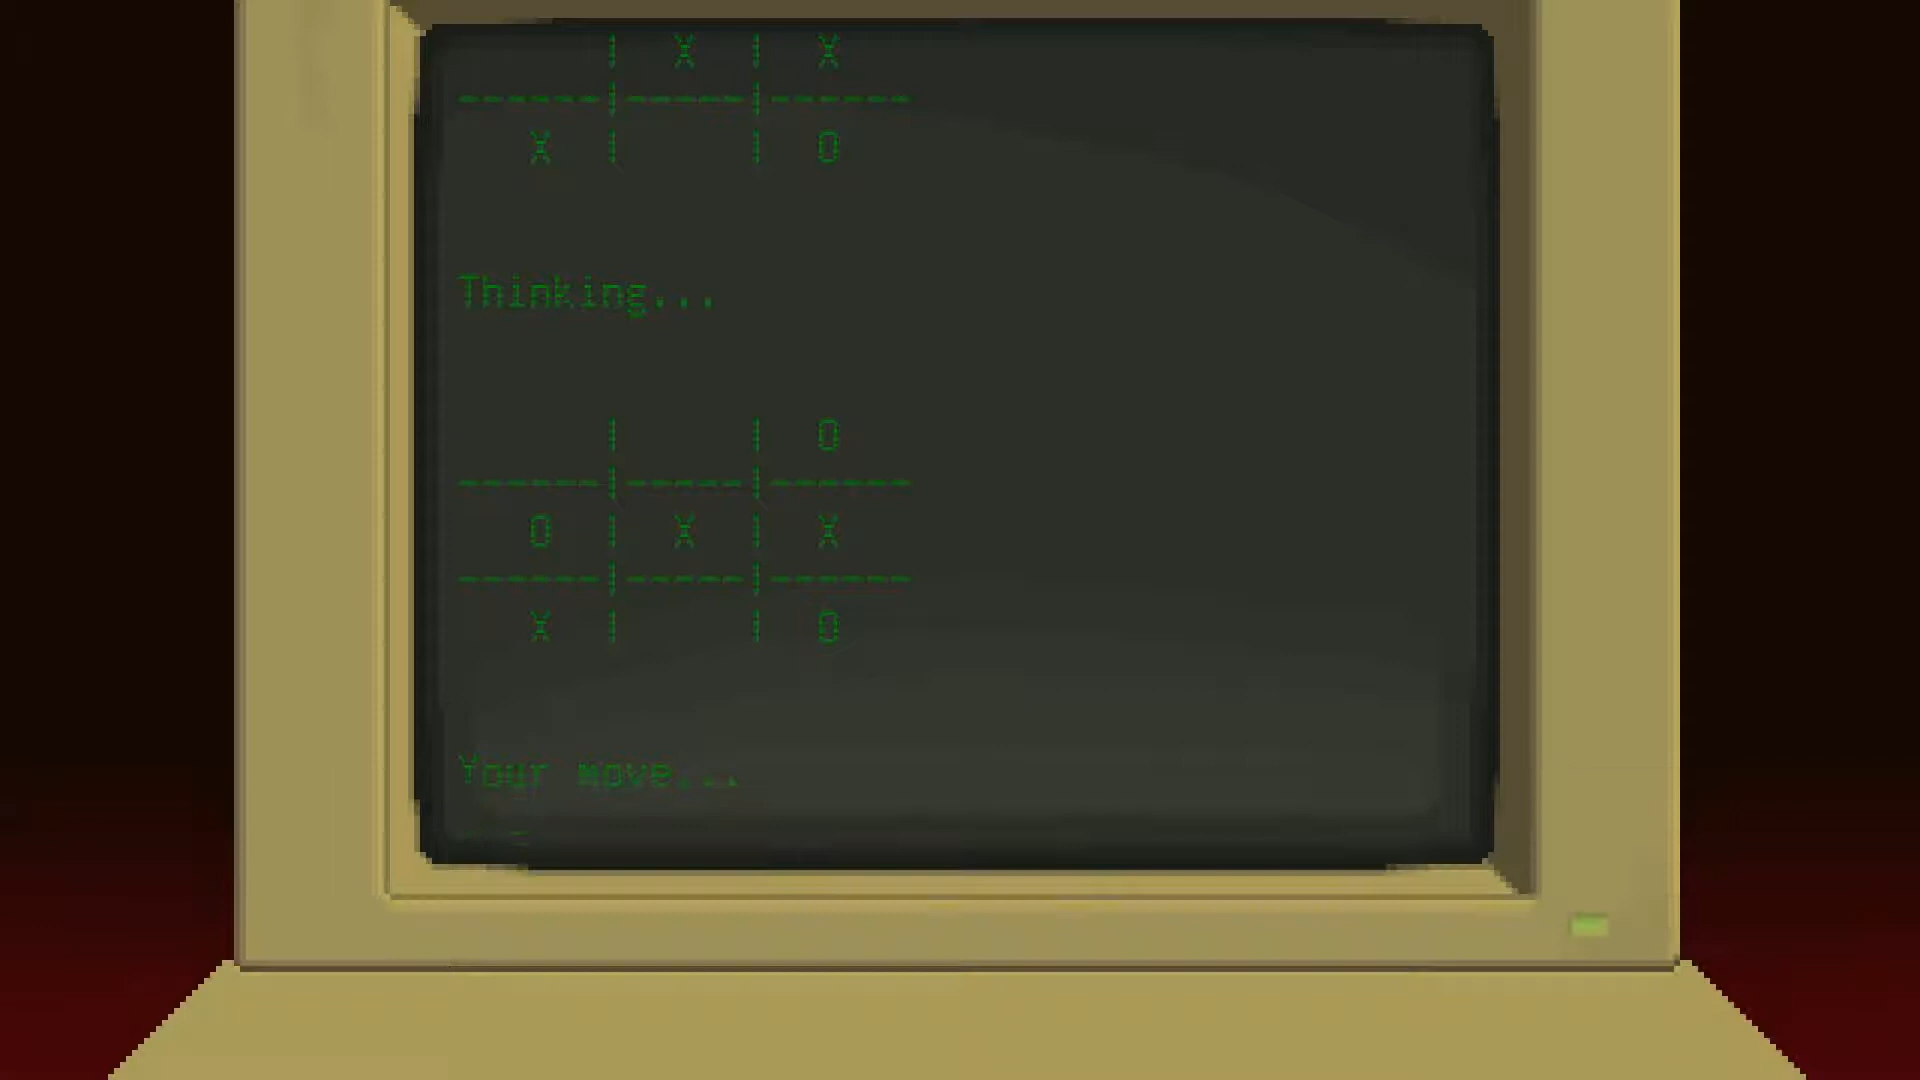 | X | X
------|-----|------
X | | O
Thinking...
| | O
------|-----|------
O | X | X
------|-----|------
X | | O
Your move...